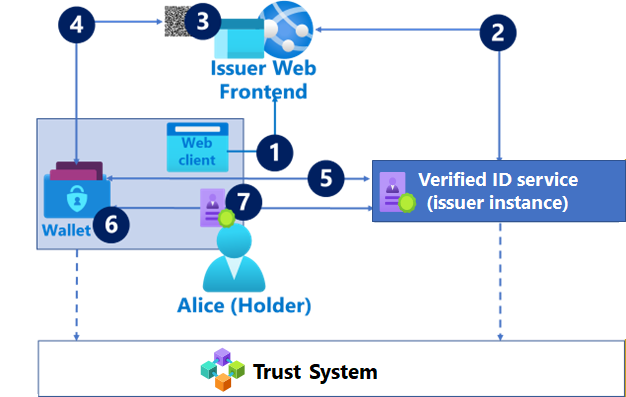 4
3
2
Issuer Web
Frontend
Web
client
1
5
Verified ID service
(issuer instance)
7
6
Wallet
Alice (Holder)
Trust System